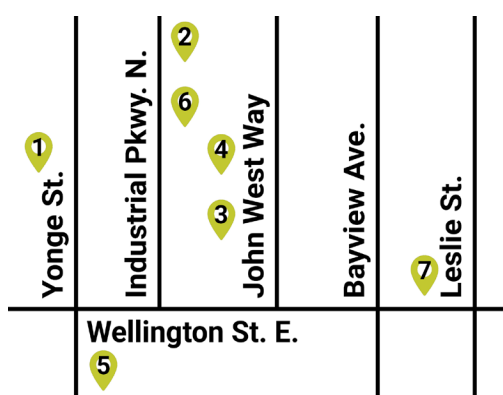 2
6
1
4
3
7
Yonge St.
Industrial Pkwy. N.
John West Way
Bayview Ave.
Leslie St.
Wellington St. E.
5